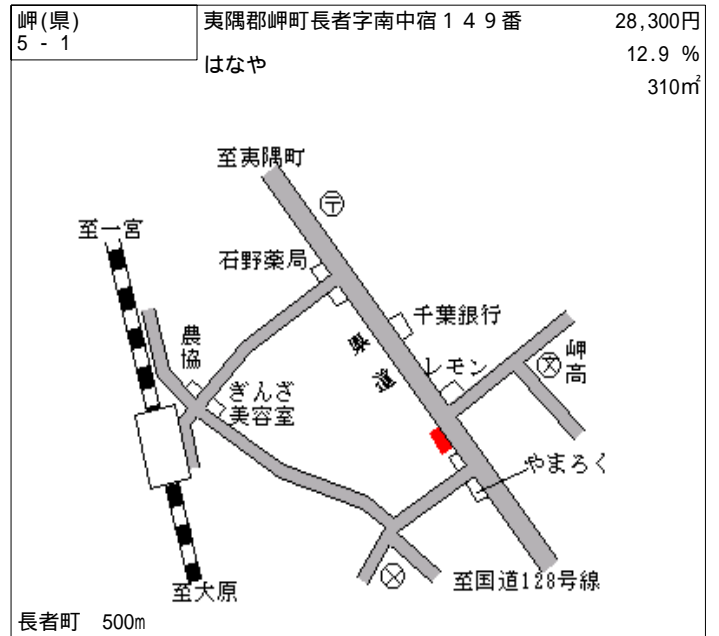 岬(県)
5 - 1
夷隅郡岬町長者字南中宿149番
はなや
28,300円
12.9 %
310㎡
至夷隅町
〒
至一宮
石野薬局
千葉銀行
農協
県道
レモン
文
岬高
ぎんざ
美容室
やまろく
至国道128号線
至大原
長者町 500m